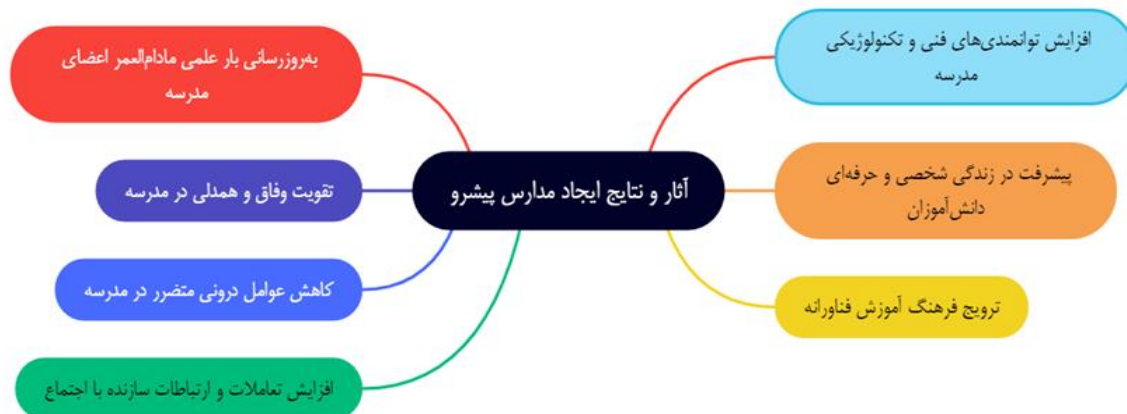 آثار و نتایج ایجاد مدارس پیشرو
افزایش توانمندی‌های فنی و تکنولوژیکی
مدرسه
پیشرفت در زندگی شخصی و حرفه‌ای
دانش‌آموزان
ترویج فرهنگ آموزش فناورانه
به‌روزرسانی بار علمی مادام‌العمر اعضای
مدرسه
تقویت وفاق و همدلی در مدرسه
کاهش عوامل درونی متضرر در مدرسه
افزایش تعاملات و ارتباطات سازنده با اجتماع